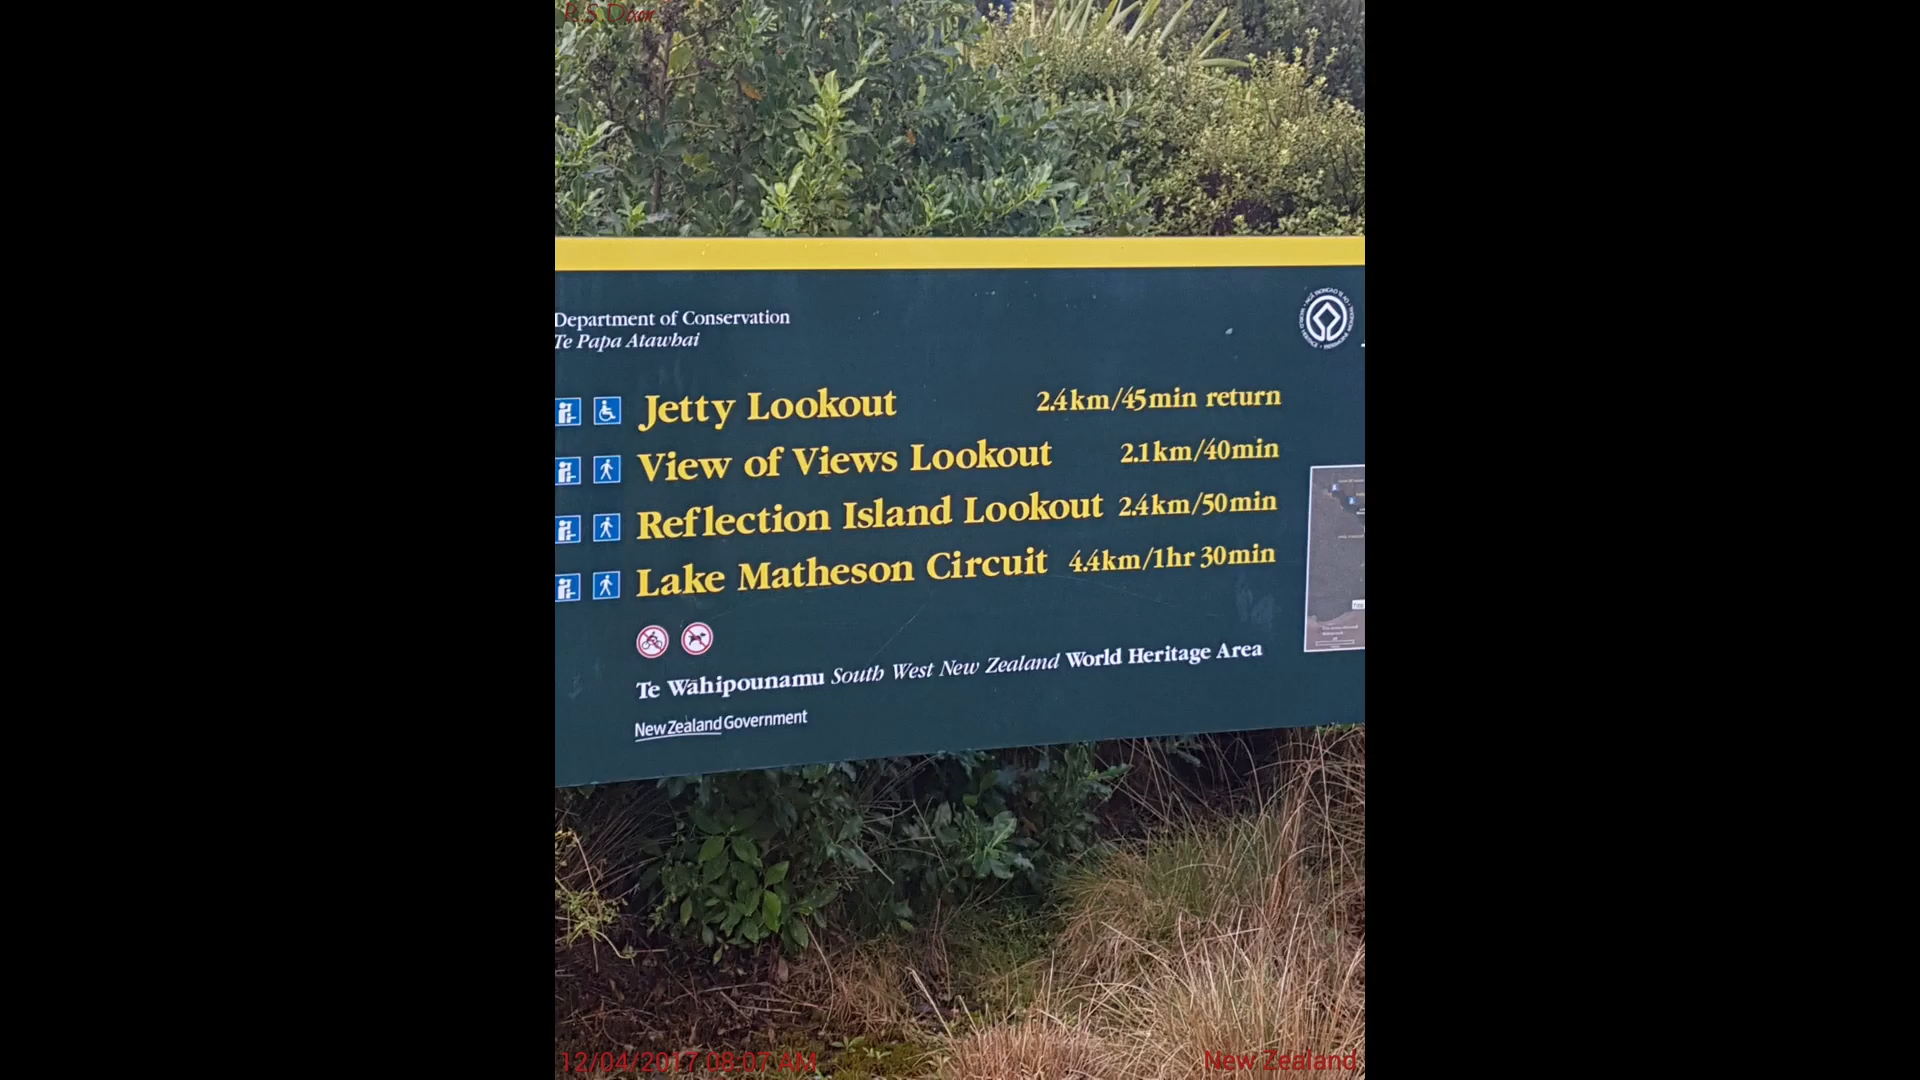 R.S.Dixon
Department of Conservation
Te Papa Atawhai
Jetty Lookout 2.4km/45min return
View of Views Lookout 2.1km/40min
Reflection Island Lookout 2.4km/50min
Lake Matheson Circuit 4.4km/1hr 30min
Te Wāhipounamu South West New Zealand World Heritage Area
New Zealand Government
12/04/2017 08:07 AM
New Zealand